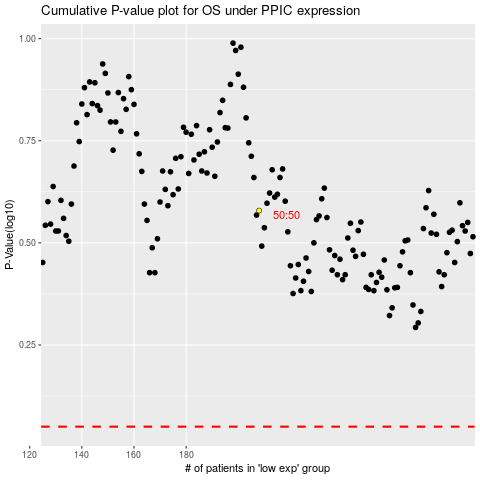 Cumulative P-value plot for OS under PPIC expression
P-Value(log10)
1.00
0.75
0.50
0.25
50:50
120 140 160 180
# of patients in 'low exp' group